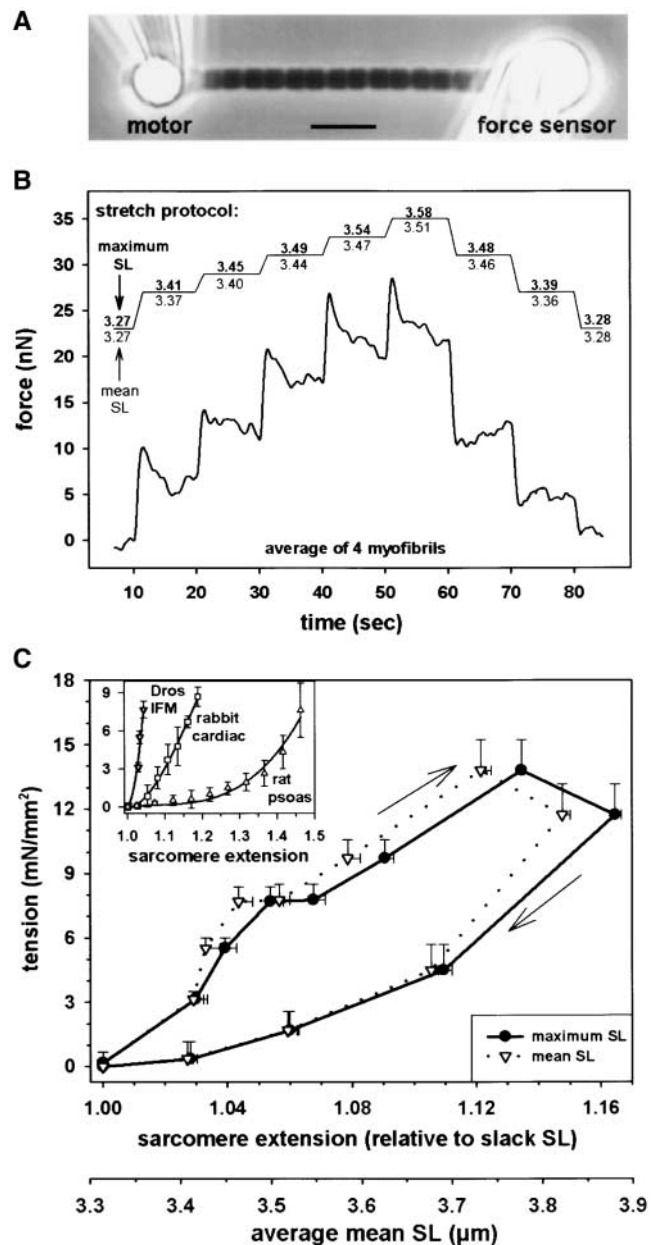 A
motor
force sensor
B
stretch protocol:
maximum
SL
3.27
3.27
mean
SL
3.41
3.37
3.45
3.40
3.49
3.44
3.54
3.47
3.58
3.51
3.48
3.46
3.39
3.36
3.28
3.28
35
30
25
20
15
10
5
0
force (nN)
average of 4 myofibrils
10 20 30 40 50 60 70 80
time (sec)
C
18
15
12
9
6
3
0
tension (mN/mm²)
9
6
3
0
Dros
IFM
rabbit
cardiac
rat
psoas
1.0 1.1 1.2 1.3 1.4 1.5
sarcomere extension
maximum SL
mean SL
1.00 1.04 1.08 1.12 1.16
sarcomere extension (relative to slack SL)
3.3 3.4 3.5 3.6 3.7 3.8 3.9
average mean SL (µm)